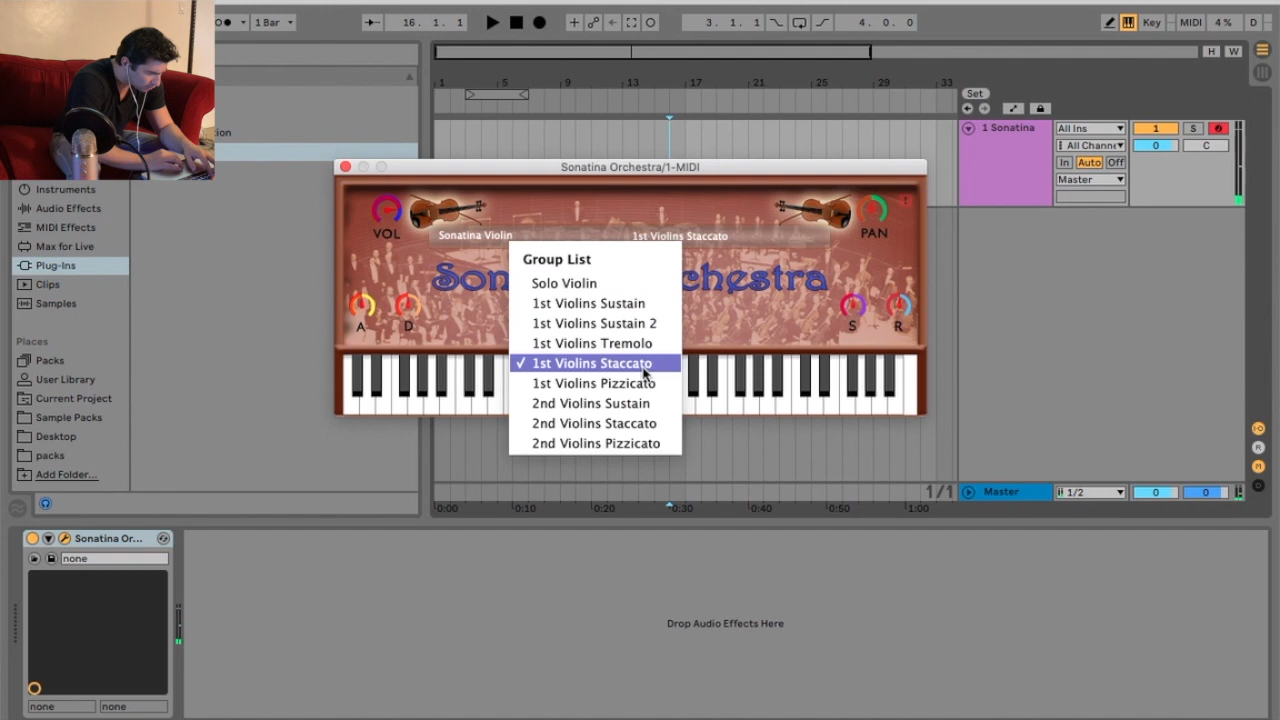 1 Bar
16. 1. 1
3. 1. 1
4. 0. 0
Key
MIDI
4 %
D
H
W
1
5
9
13
17
21
25
29
33
Set
ion
Instruments
Audio Effects
MIDI Effects
Max for Live
Plug-Ins
Clips
Samples
Places
Packs
User Library
Current Project
Sample Packs
Desktop
packs
Add Folder...
1 Sonatina
All Ins
1
S
All Channe
0
C
In
Auto
Off
Master
Sonatina Orchestra/1-MIDI
VOL
PAN
Sonatina Violin
1st Violins Staccato
Son
chestra
A
D
S
R
Group List
Solo Violin
1st Violins Sustain
1st Violins Sustain 2
1st Violins Tremolo
✓ 1st Violins Staccato
1st Violins Pizzicato
2nd Violins Sustain
2nd Violins Staccato
2nd Violins Pizzicato
1/1
Master
1/2
0
0
0:00
0:10
0:20
0:30
0:40
0:50
1:00
I·O
R
M
D
Sonatina Or...
none
none
none
Drop Audio Effects Here